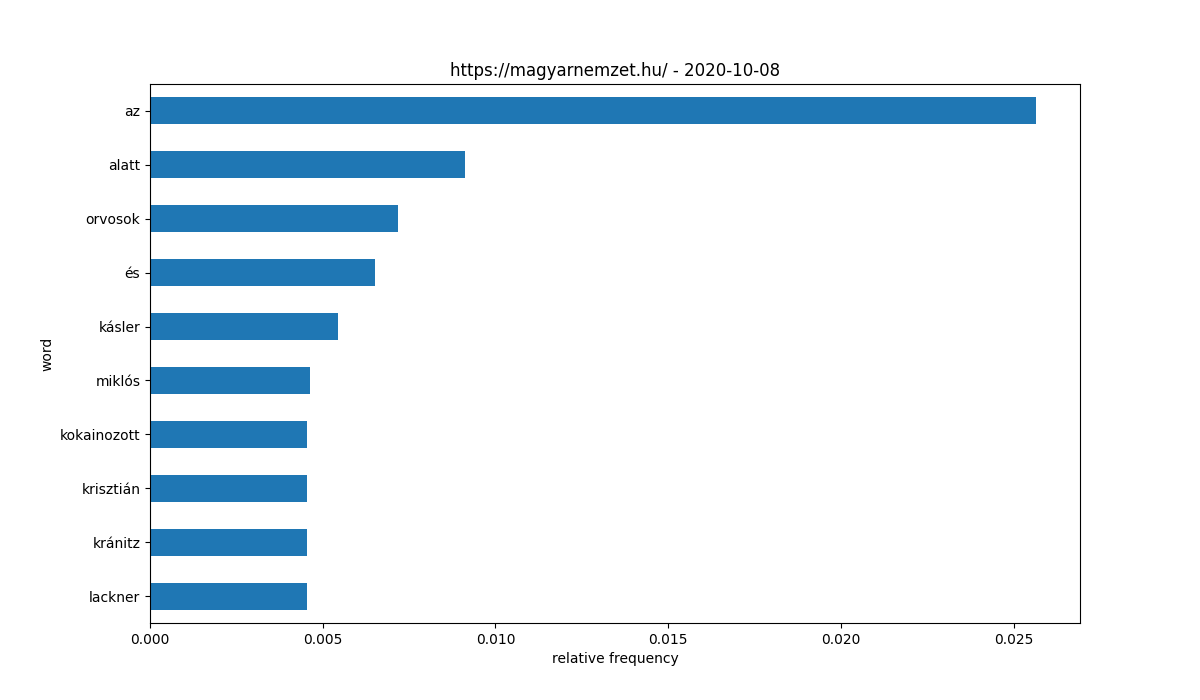 https://magyarnemzet.hu/ - 2020-10-08
az
alatt
orvosok
és
kásler
miklós
kokainozott
krisztián
kránitz
lackner
word
0.000 0.005 0.010 0.015 0.020 0.025
relative frequency